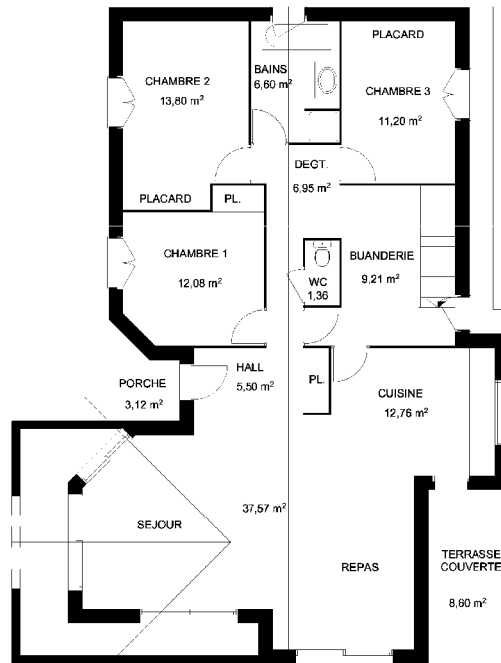 PLACARD
CHAMBRE 2
13,80 m²
BAINS
6,60 m²
CHAMBRE 3
11,20 m²
DEGT.
6,95 m²
PLACARD
PL.
CHAMBRE 1
12,08 m²
WC
1,36
BUANDERIE
9,21 m²
HALL
5,50 m²
PL.
PORCHE
3,12 m²
CUISINE
12,76 m²
37,57 m²
SEJOUR
REPAS
TERRASSE
COUVERTE
8,60 m²